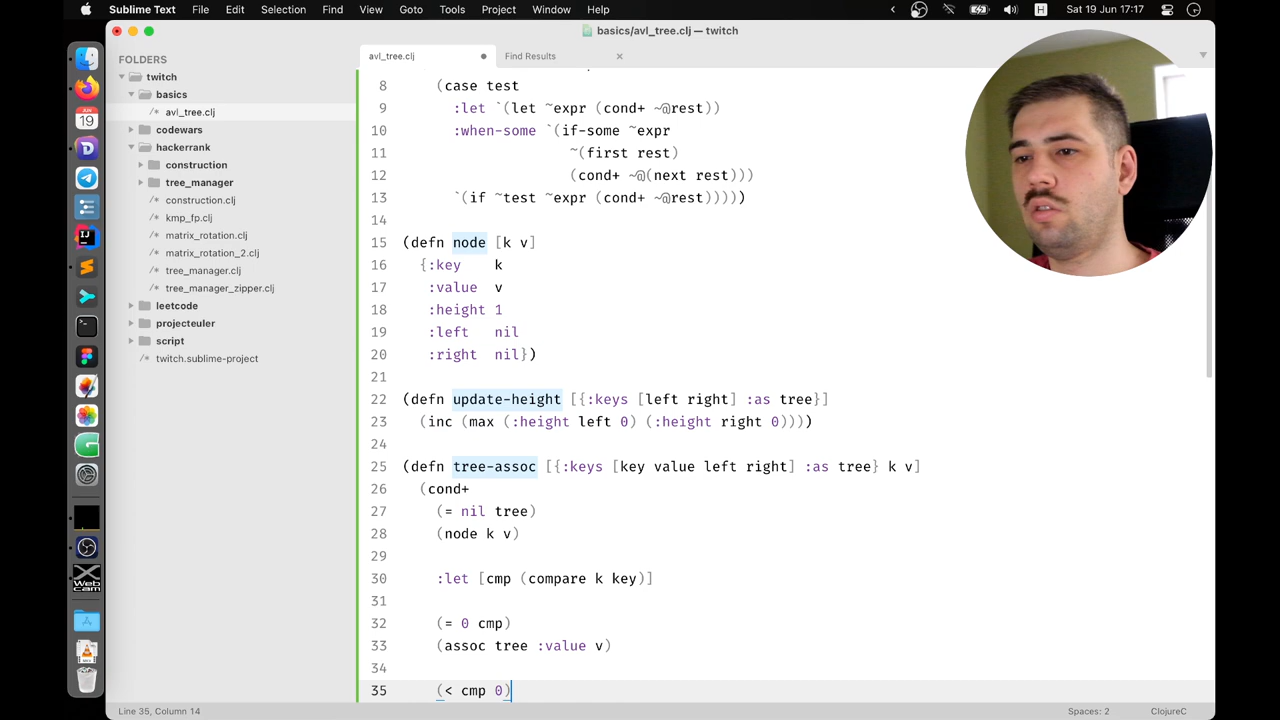 Sublime Text File Edit Selection Find View Goto Tools Project Window Help
H Sat 19 Jun 17:17
basics/avl_tree.clj — twitch
FOLDERS
twitch
basics
/* avl_tree.clj
codewars
hackerrank
construction
tree_manager
/* construction.clj
/* kmp_fp.clj
/* matrix_rotation.clj
/* matrix_rotation_2.clj
/* tree_manager.clj
/* tree_manager_zipper.clj
leetcode
projecteuler
script
/* twitch.sublime-project
JUN
19
Webcam
avl_tree.clj
Find Results
8 (case test
9 :let `(let ~expr (cond+ ~@rest))
10 :when-some `(if-some ~expr
11 ~(first rest)
12 (cond+ ~@(next rest)))
13 `(if ~test ~expr (cond+ ~@rest)))))
14
15 (defn node [k v]
16 {:key k
17 :value v
18 :height 1
19 :left nil
20 :right nil})
21
22 (defn update-height [{:keys [left right] :as tree}]
23 (inc (max (:height left 0) (:height right 0))))
24
25 (defn tree-assoc [{:keys [key value left right] :as tree} k v]
26 (cond+
27 (= nil tree)
28 (node k v)
29
30 :let [cmp (compare k key)]
31
32 (= 0 cmp)
33 (assoc tree :value v)
34
35 (< cmp 0)
Line 35, Column 14
Spaces: 2
ClojureC